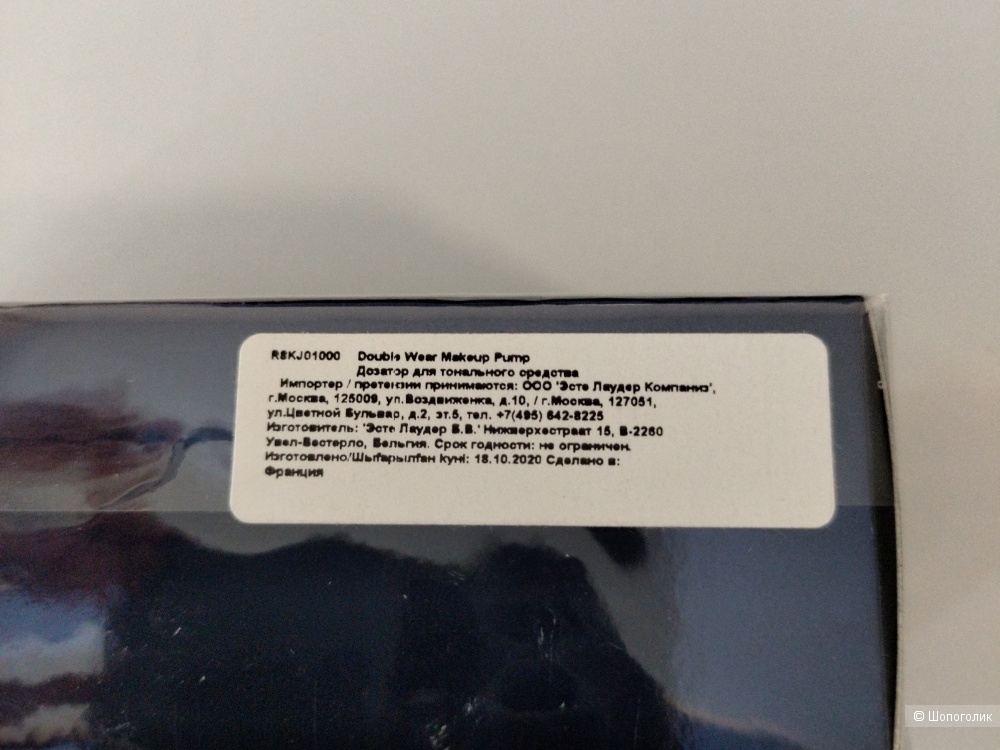 R8KJ01000 Double Wear Makeup Pump
Дозатор для тонального средства
Импортер / претензии принимаются: ООО 'Эсте Лаудер Компаниз',
г.Москва, 125009, ул.Воздвиженка, д.10, / г.Москва, 127051,
ул.Цветной Бульвар, д.2, эт.5, тел. +7(495) 642-8225
Изготовитель: 'Эсте Лаудер Б.В.' Нижверхестраат 15, В-2260
Увел-Вестерло, Бельгия. Срок годности: не ограничен.
Изготовлено/Шығарылған күні: 18.10.2020 Сделано в:
Франция
© Шопоголик